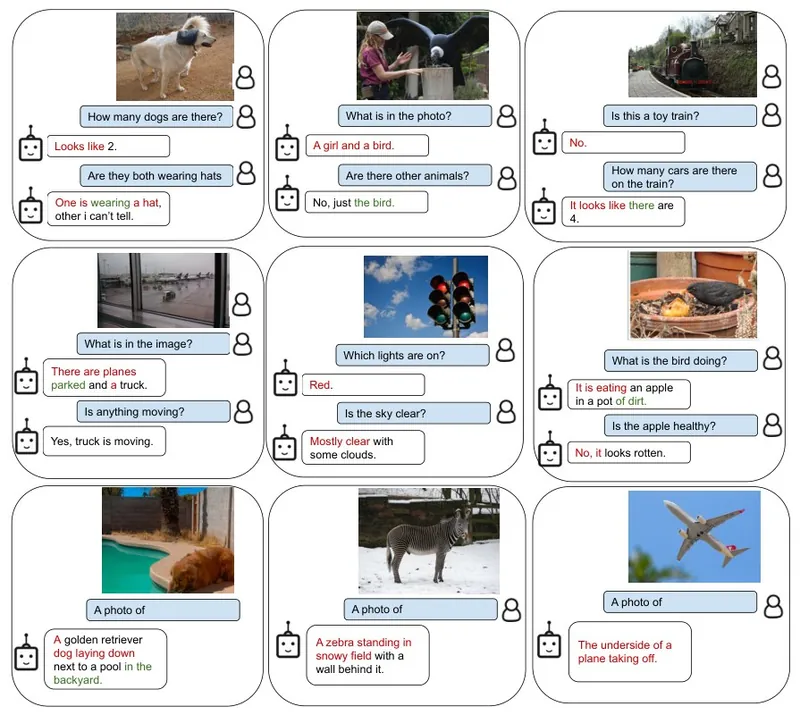 How many dogs are there?
Looks like 2.
Are they both wearing hats
One is wearing a hat,
other i can't tell.
What is in the photo?
A girl and a bird.
Are there other animals?
No, just the bird.
Is this a toy train?
No.
How many cars are there
on the train?
It looks like there are
4.
What is in the image?
There are planes
parked and a truck.
Is anything moving?
Yes, truck is moving.
Which lights are on?
Red.
Is the sky clear?
Mostly clear with
some clouds.
What is the bird doing?
It is eating an apple
in a pot of dirt.
Is the apple healthy?
No, it looks rotten.
A photo of
A golden retriever
dog laying down
next to a pool in the
backyard.
A photo of
A zebra standing in
snowy field with a
wall behind it.
A photo of
The underside of a
plane taking off.